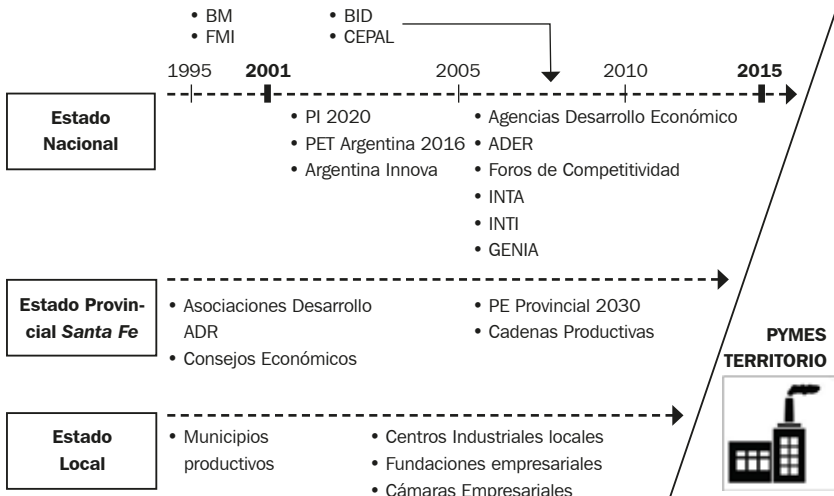 • BM
• FMI
• BID
• CEPAL
1995 2001 2005 2010 2015
Estado
Nacional
• PI 2020
• PET Argentina 2016
• Argentina Innova
• Agencias Desarrollo Económico
• ADER
• Foros de Competitividad
• INTA
• INTI
• GENIA
Estado Provin-
cial Santa Fe
• Asociaciones Desarrollo
ADR
• Consejos Económicos
• PE Provincial 2030
• Cadenas Productivas
PYMES
TERRITORIO
Estado
Local
• Municipios
productivos
• Centros Industriales locales
• Fundaciones empresariales
• Cámaras Empresariales